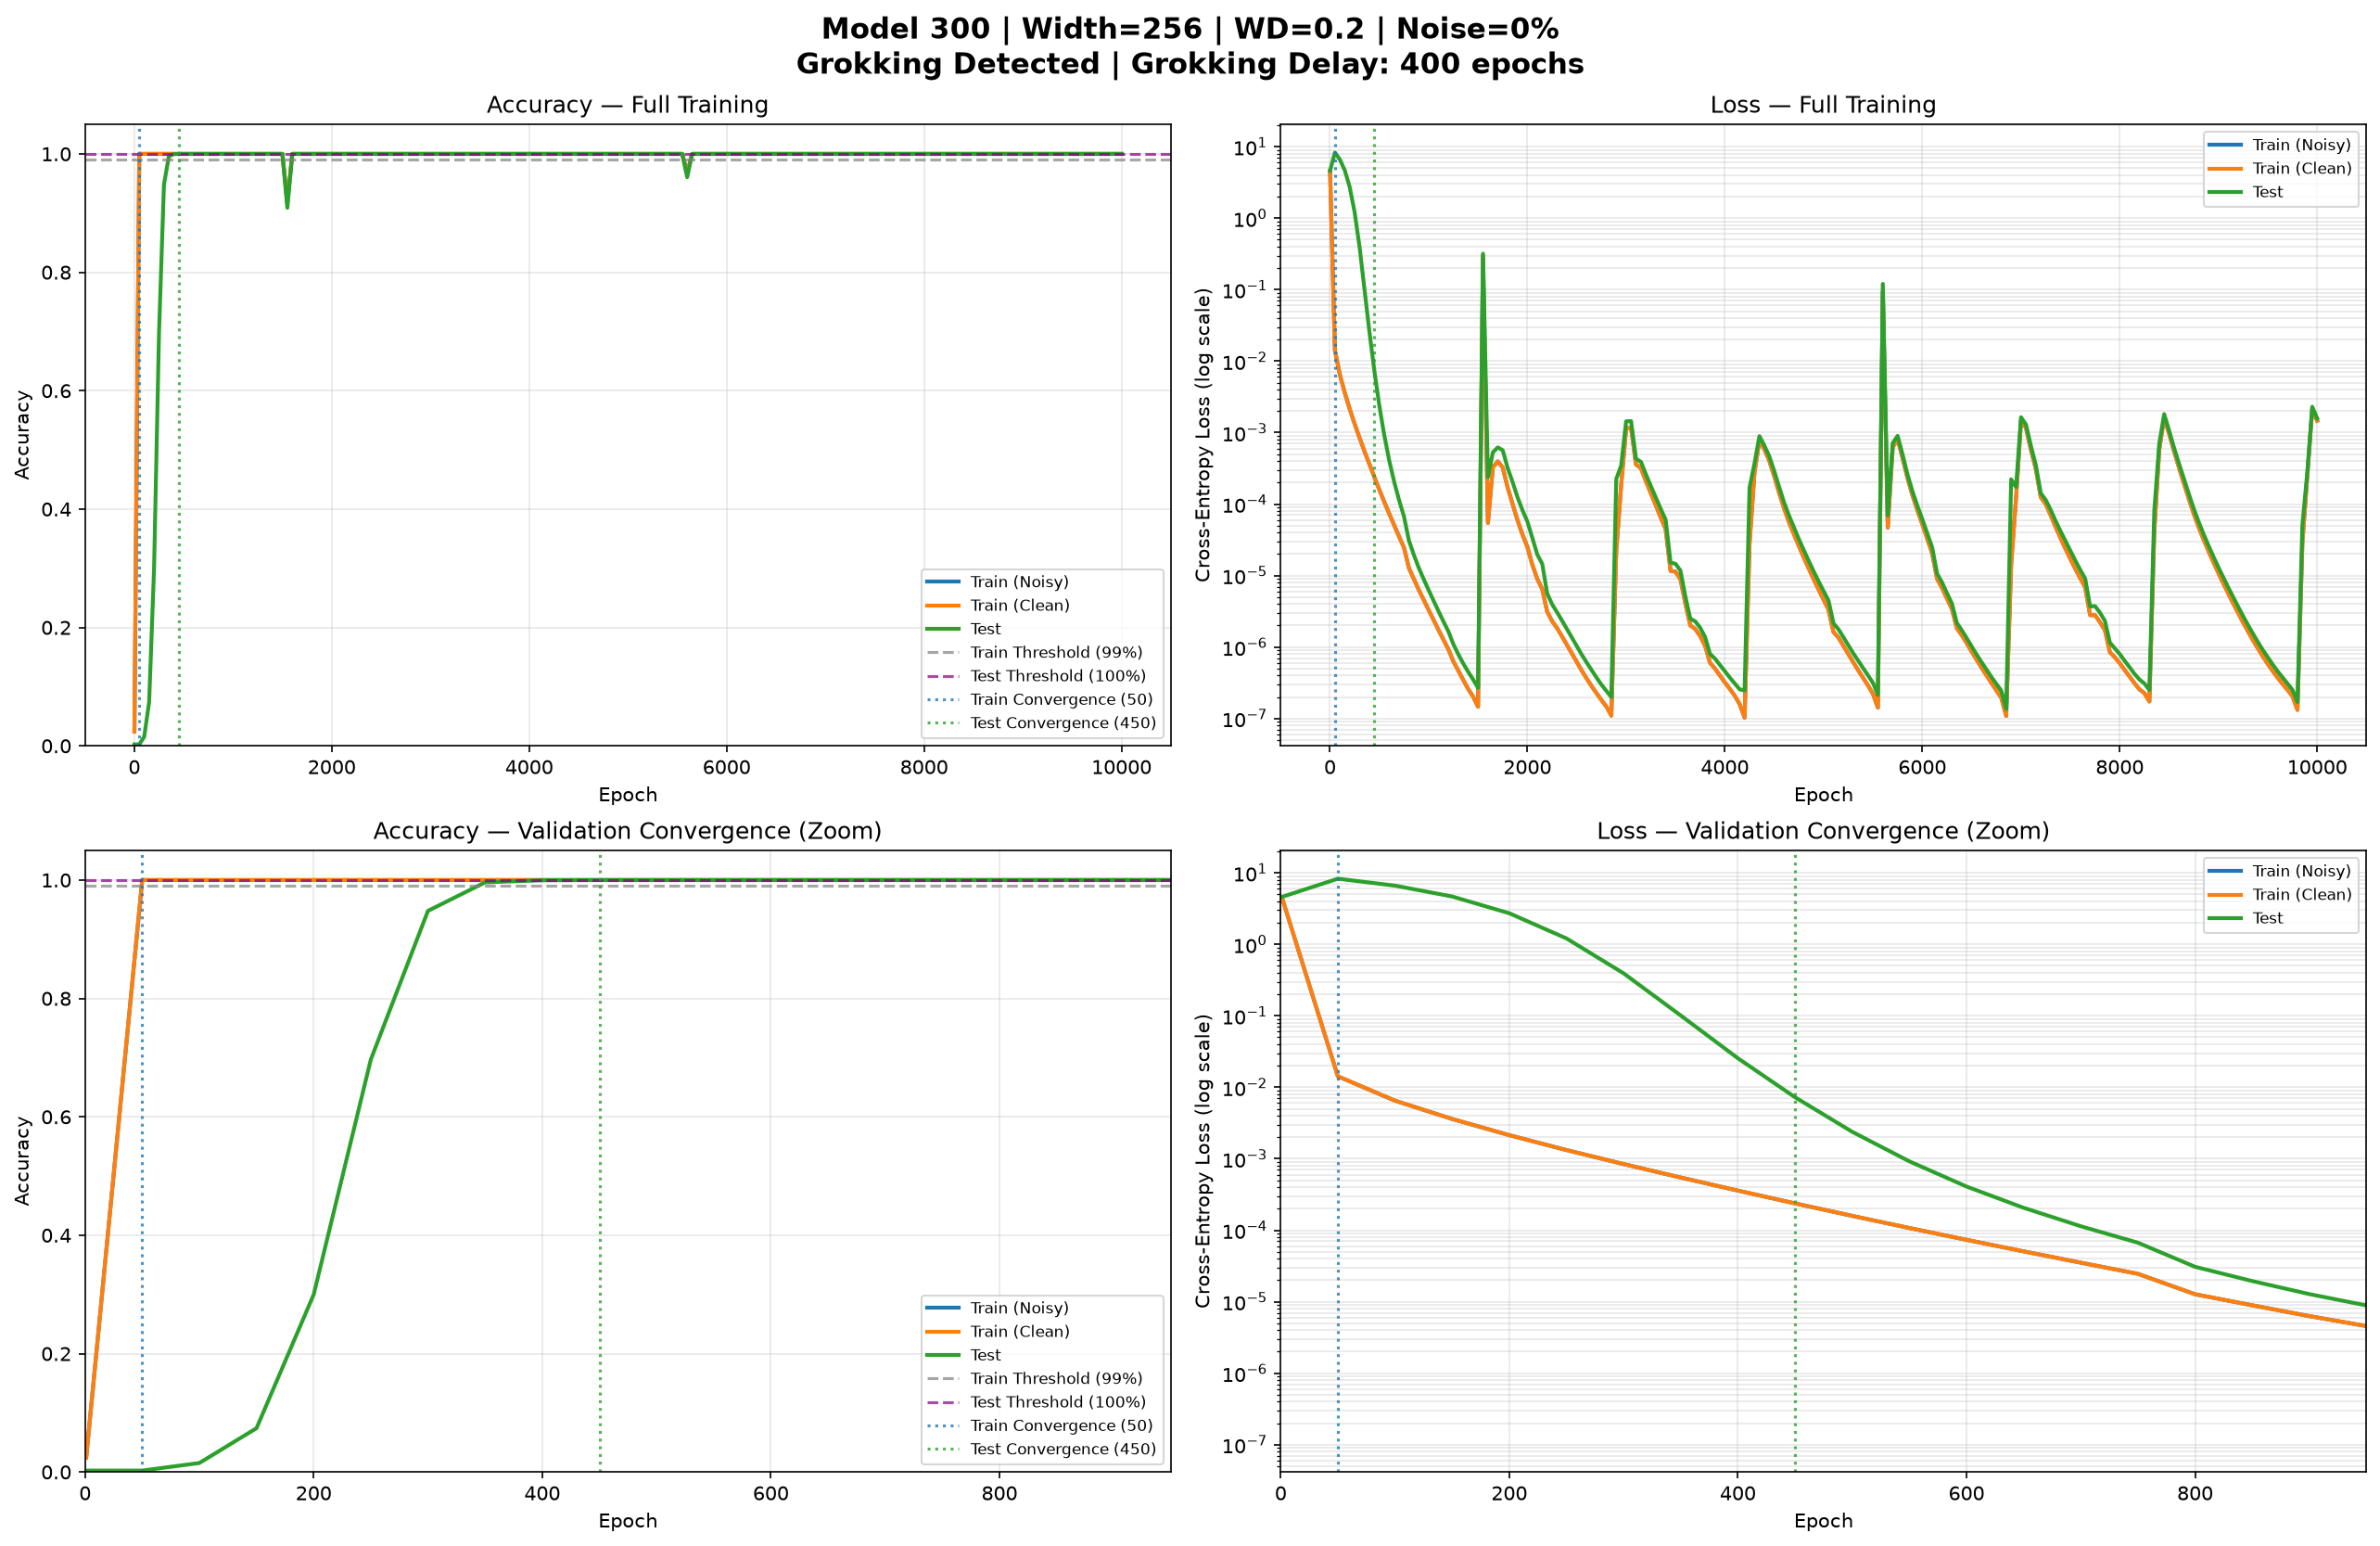 Model 300 | Width=256 | WD=0.2 | Noise=0%
Grokking Detected | Grokking Delay: 400 epochs
Accuracy — Full Training
Accuracy
1.0
0.8
0.6
0.4
0.2
0.0
0 2000 4000 6000 8000 10000
Epoch
Train (Noisy)
Train (Clean)
Test
Train Threshold (99%)
Test Threshold (100%)
Train Convergence (50)
Test Convergence (450)
Loss — Full Training
Cross-Entropy Loss (log scale)
10¹
10⁰
10⁻¹
10⁻²
10⁻³
10⁻⁴
10⁻⁵
10⁻⁶
10⁻⁷
0 2000 4000 6000 8000 10000
Epoch
Train (Noisy)
Train (Clean)
Test
Accuracy — Validation Convergence (Zoom)
Accuracy
1.0
0.8
0.6
0.4
0.2
0.0
0 200 400 600 800
Epoch
Train (Noisy)
Train (Clean)
Test
Train Threshold (99%)
Test Threshold (100%)
Train Convergence (50)
Test Convergence (450)
Loss — Validation Convergence (Zoom)
Cross-Entropy Loss (log scale)
10¹
10⁰
10⁻¹
10⁻²
10⁻³
10⁻⁴
10⁻⁵
10⁻⁶
10⁻⁷
0 200 400 600 800
Epoch
Train (Noisy)
Train (Clean)
Test